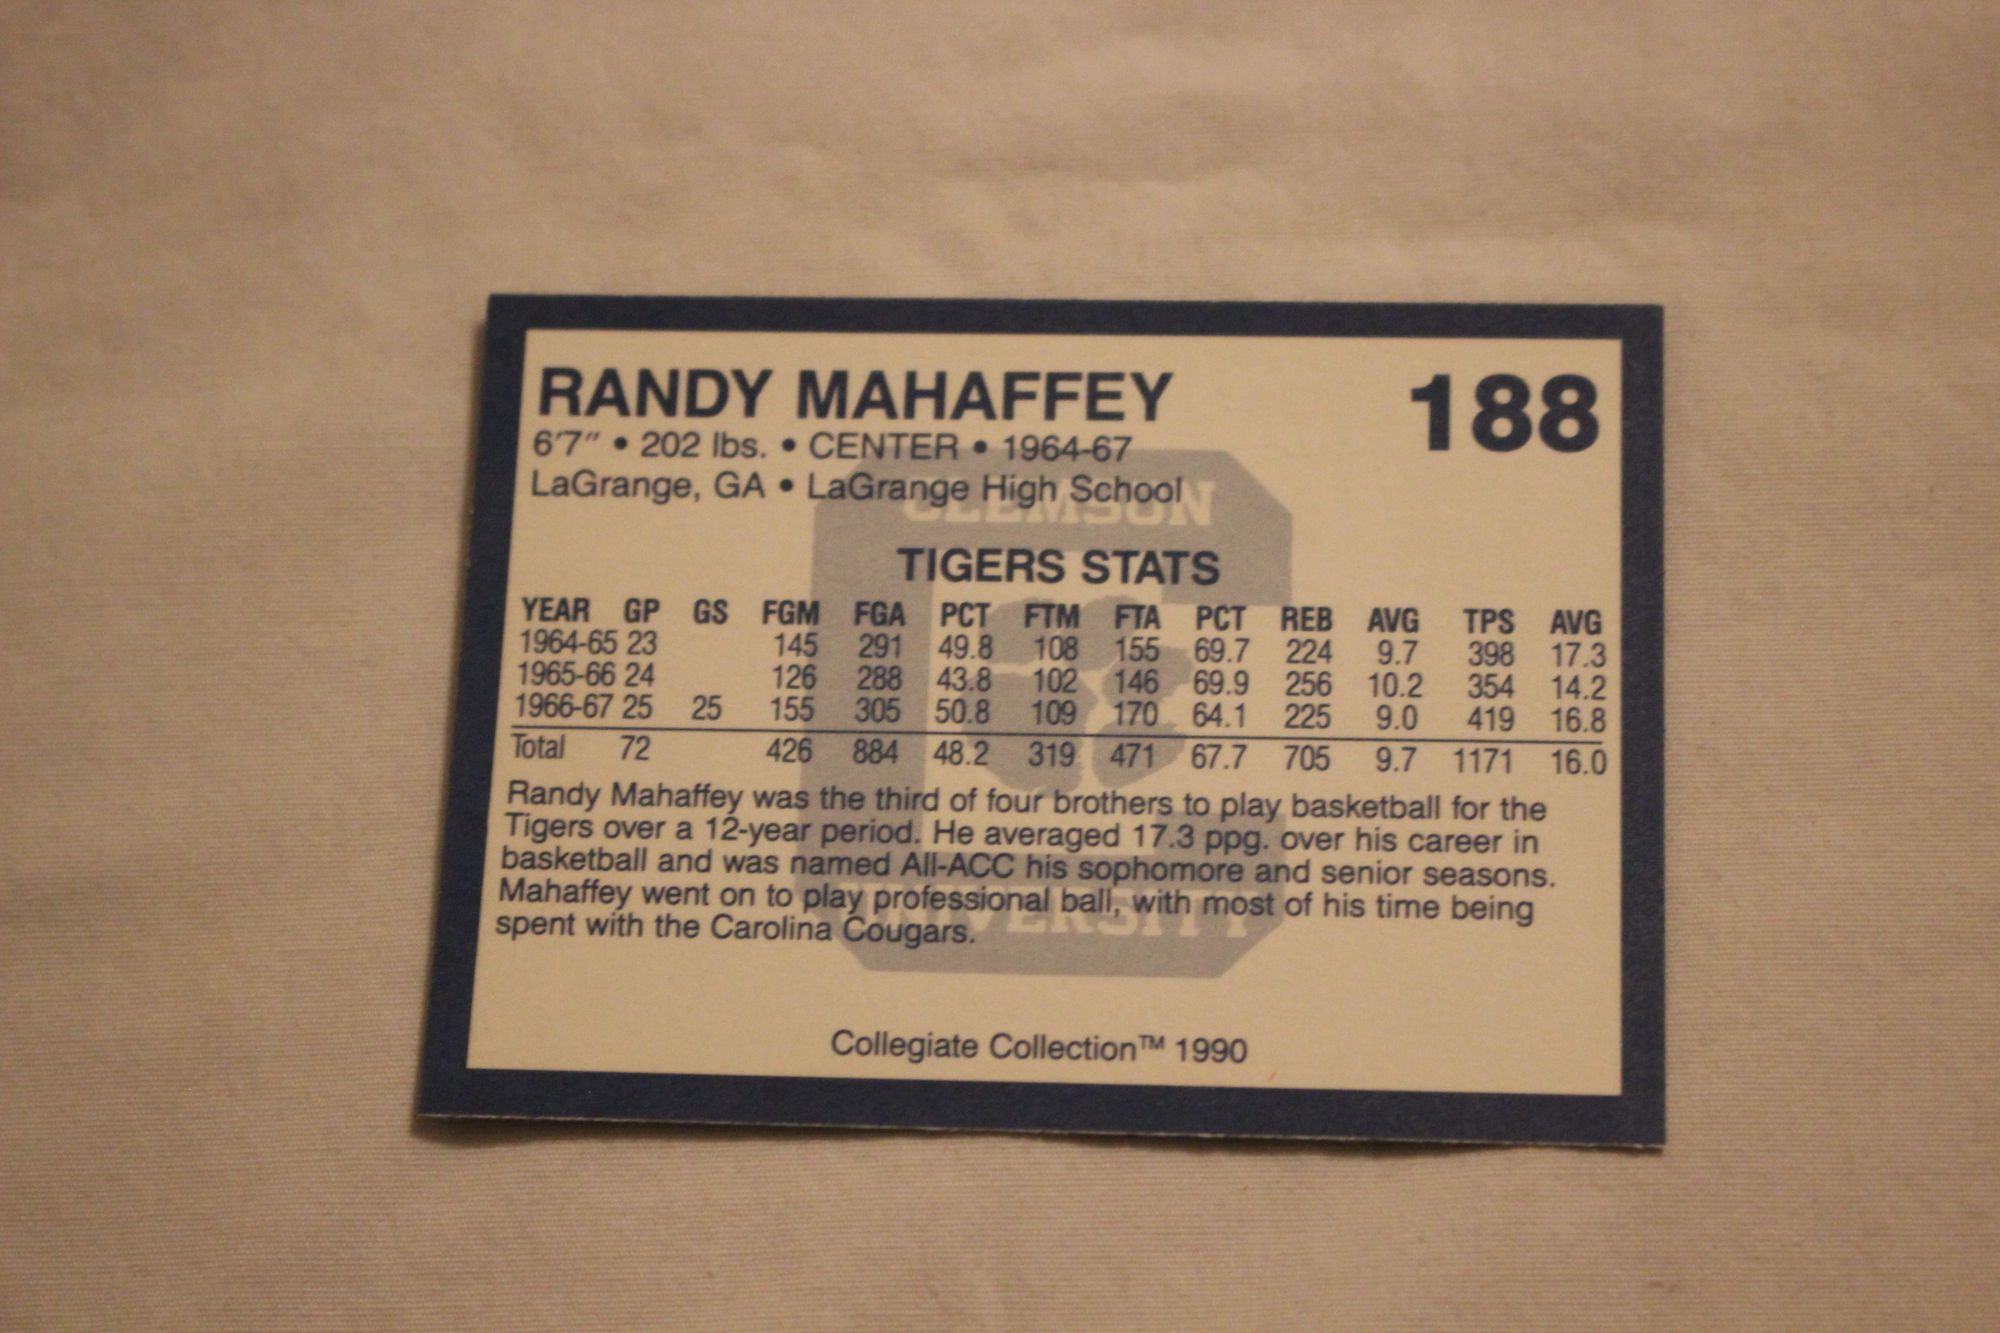 RANDY MAHAFFEY 188
6'7" • 202 lbs. • CENTER • 1964-67
LaGrange, GA • LaGrange High School
CLEMSON
TIGERS STATS
YEAR GP GS FGM FGA PCT FTM FTA PCT REB AVG TPS AVG
1964-65 23 145 291 49.8 108 155 69.7 224 9.7 398 17.3
1965-66 24 126 288 43.8 102 146 69.9 256 10.2 354 14.2
1966-67 25 25 155 305 50.8 109 170 64.1 225 9.0 419 16.8
Total 72 426 884 48.2 319 471 67.7 705 9.7 1171 16.0
Randy Mahaffey was the third of four brothers to play basketball for the
Tigers over a 12-year period. He averaged 17.3 ppg. over his career in
basketball and was named All-ACC his sophomore and senior seasons.
Mahaffey went on to play professional ball, with most of his time being
spent with the Carolina Cougars.
UNIVERSITY
Collegiate Collection™ 1990